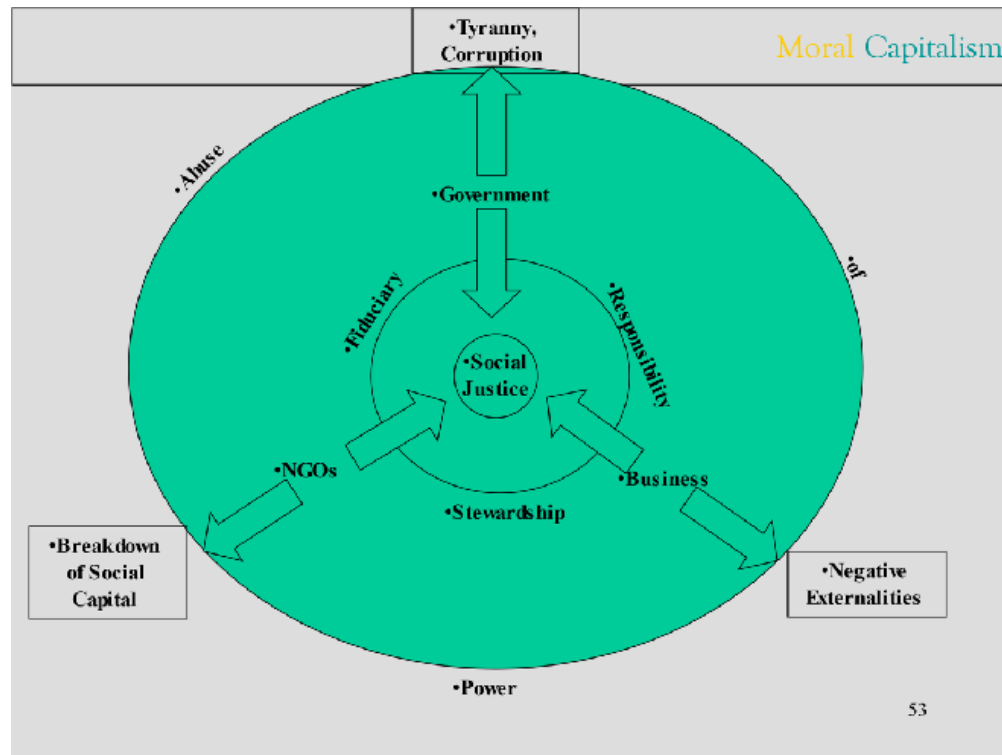 •Tyranny,
Corruption
Moral Capitalism
•Abuse
•Government
•of
•Fiduciary
•Responsibility
•Social
Justice
•NGOs
•Business
•Stewardship
•Breakdown
of Social
Capital
•Negative
Externalities
•Power
53